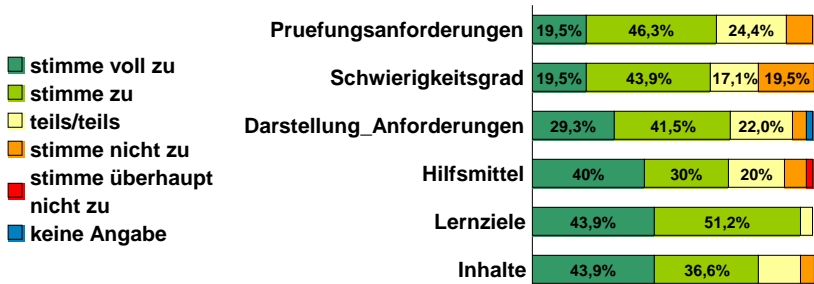 stimme voll zu
stimme zu
teils/teils
stimme nicht zu
stimme überhaupt
nicht zu
keine Angabe
Pruefungsanforderungen 19,5% 46,3% 24,4%
Schwierigkeitsgrad 19,5% 43,9% 17,1% 19,5%
Darstellung_Anforderungen 29,3% 41,5% 22,0%
Hilfsmittel 40% 30% 20%
Lernziele 43,9% 51,2%
Inhalte 43,9% 36,6%